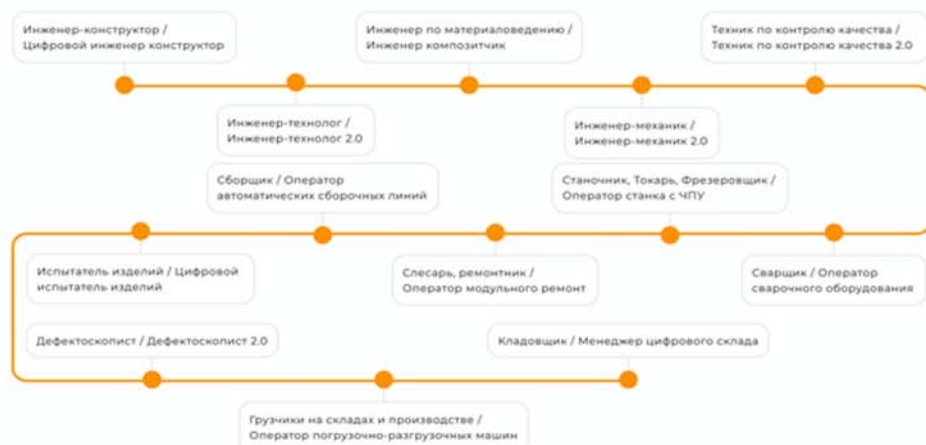 Инженер-конструктор /
Цифровой инженер конструктор
Инженер по материаловедению /
Инженер композитчик
Техник по контролю качества /
Техник по контролю качества 2.0
Инженер-технолог /
Инженер-технолог 2.0
Инженер-механик /
Инженер-механик 2.0
Сборщик / Оператор
автоматических сборочных линий
Станочник, Токарь, Фрезеровщик /
Оператор станка с ЧПУ
Испытатель изделий / Цифровой
испытатель изделий
Слесарь, ремонтник /
Оператор модульного ремонт
Сварщик / Оператор
сварочного оборудования
Дефектоскопист / Дефектоскопист 2.0
Кладовщик / Менеджер цифрового склада
Грузчики на складах и производстве /
Оператор погрузочно-разгрузочных машин